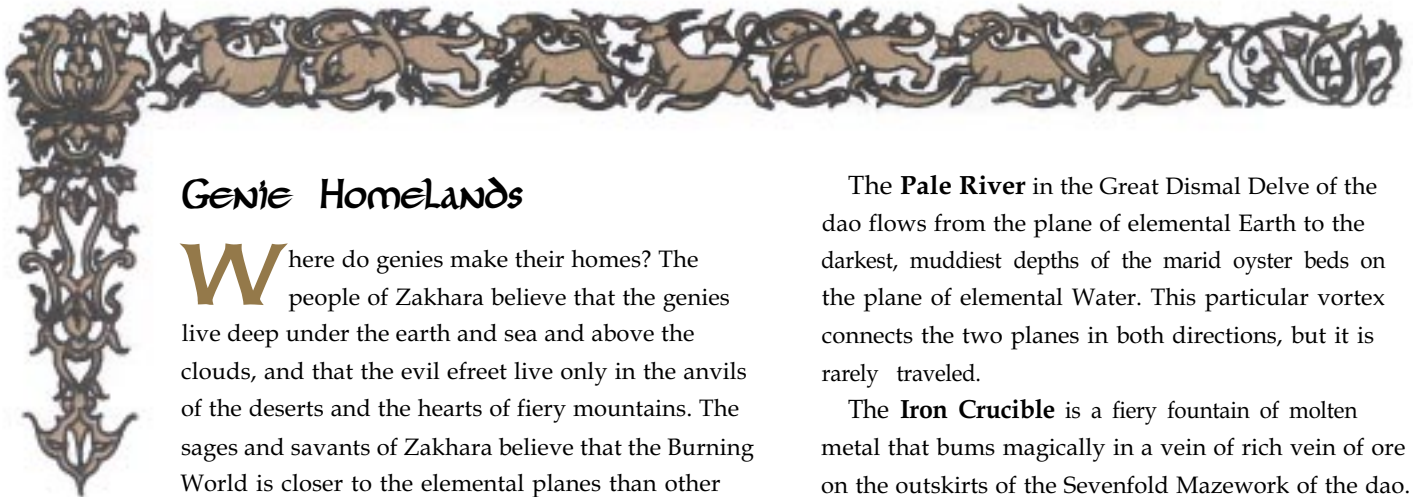 Genie Homelands
Where do genies make their homes? The
people of Zakhara believe that the genies
live deep under the earth and sea and above the
clouds, and that the evil efreet live only in the anvils
of the deserts and the hearts of fiery mountains. The
sages and savants of Zakhara believe that the Burning
World is closer to the elemental planes than other
The Pale River in the Great Dismal Delve of the
dao flows from the plane of elemental Earth to the
darkest, muddiest depths of the marid oyster beds on
the plane of elemental Water. This particular vortex
connects the two planes in both directions, but it is
rarely traveled.
The Iron Crucible is a fiery fountain of molten
metal that bums magically in a vein of rich vein of ore
on the outskirts of the Sevenfold Mazework of the dao.